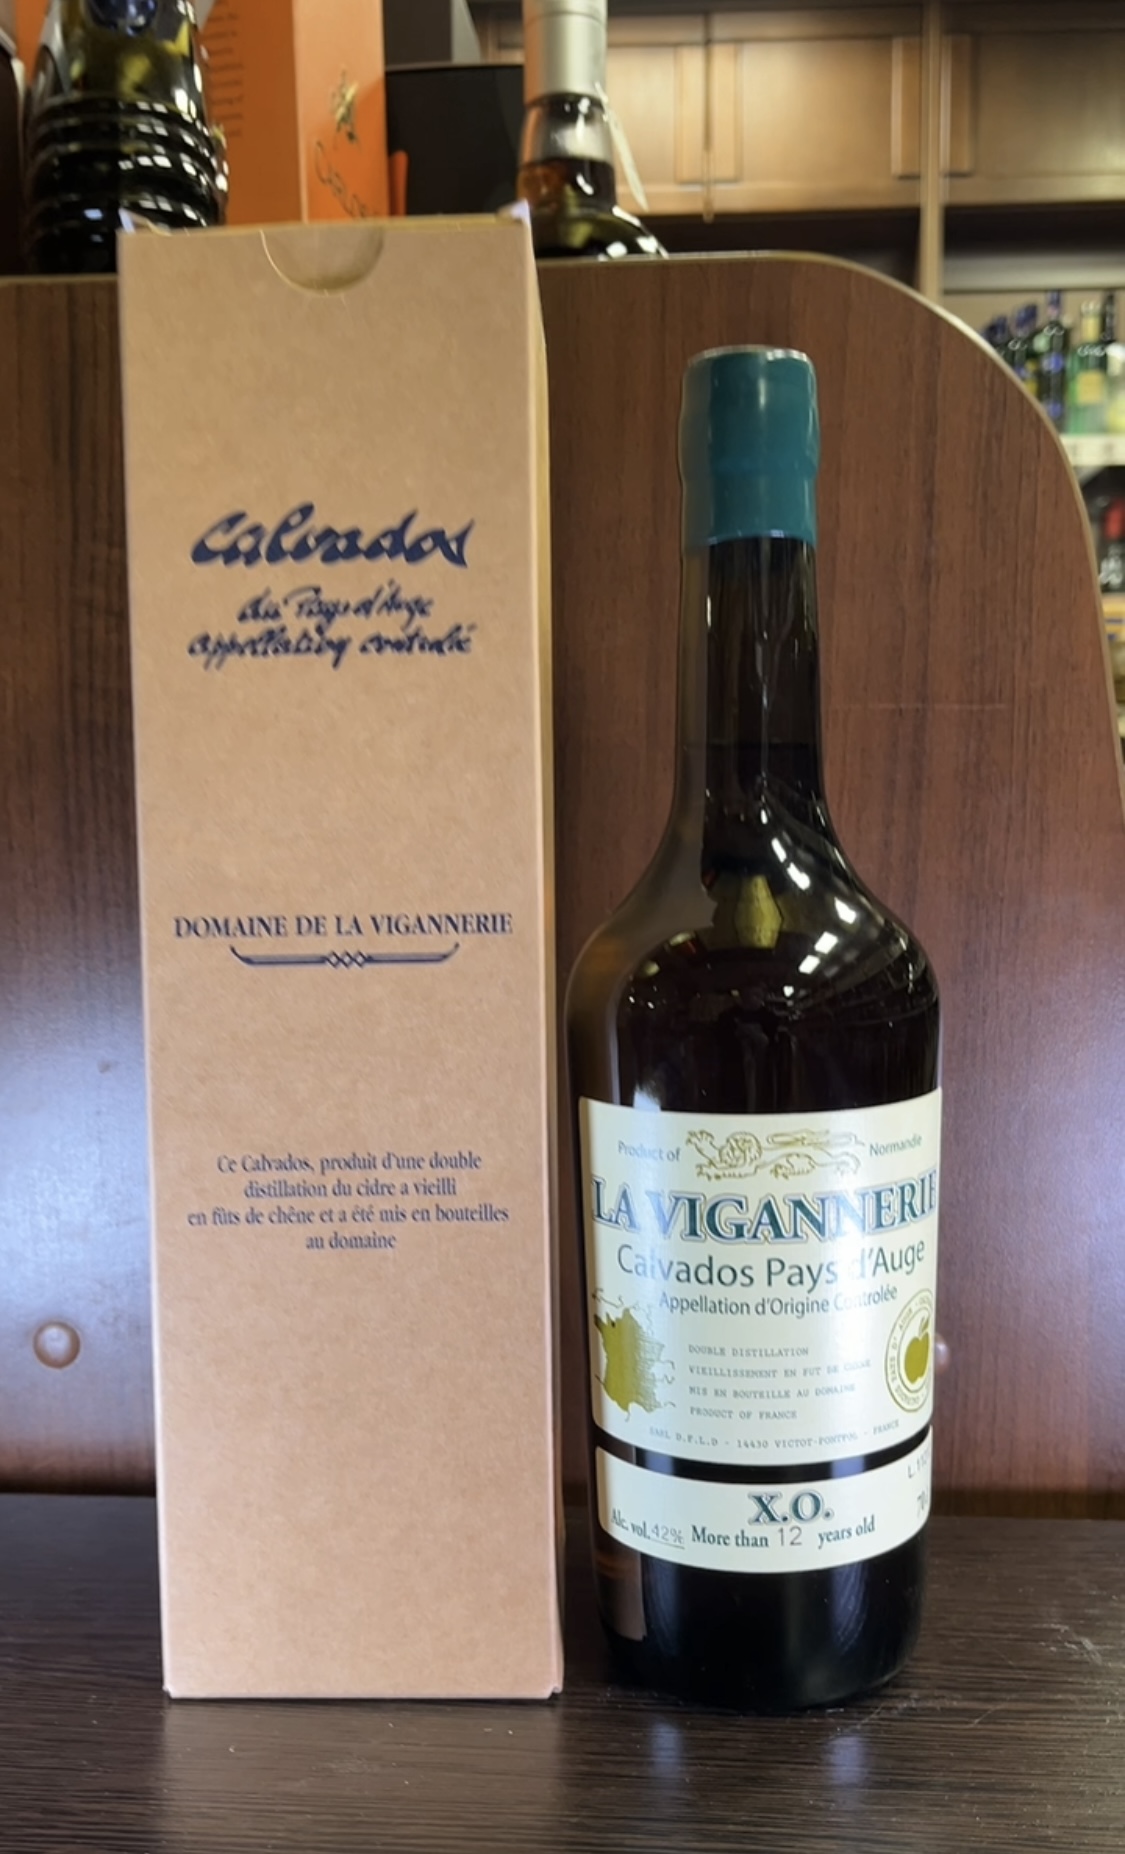 Calvados
du Pays d'Auge
appellation contrôlée
DOMAINE DE LA VIGANNERIE
Ce Calvados, produit d'une double
distillation du cidre a vieilli
en fûts de chêne et a été mis en bouteilles
au domaine
Product of Normandie
LA VIGANNERIE
Calvados Pays d'Auge
Appellation d'Origine Controlée
DOUBLE DISTILLATION
VIEILLISSEMENT EN FUT DE CHENE
MIS EN BOUTEILLE AU DOMAINE
PRODUCT OF FRANCE
SARL D.F.L.D - 14430 VICTOT-PONTFOL - FRANCE
X.O.
Alc. vol. 42% More than 12 years old